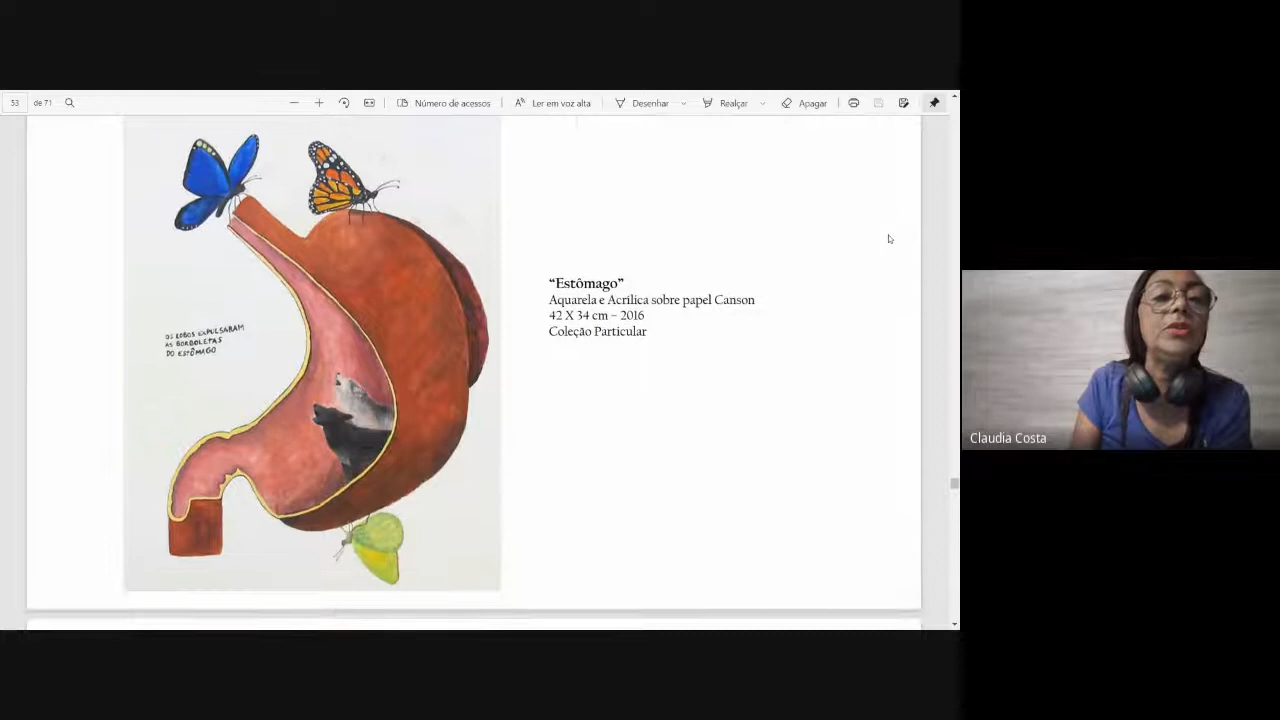 53 de 71
Número de acessos
Ler em voz alta
Desenhar
Realçar
Apagar
OS LOBOS EXPULSARAM
AS BORBOLETAS
DO ESTÔMAGO
“Estômago”
Aquarela e Acrílica sobre papel Canson
42 X 34 cm – 2016
Coleção Particular
Claudia Costa